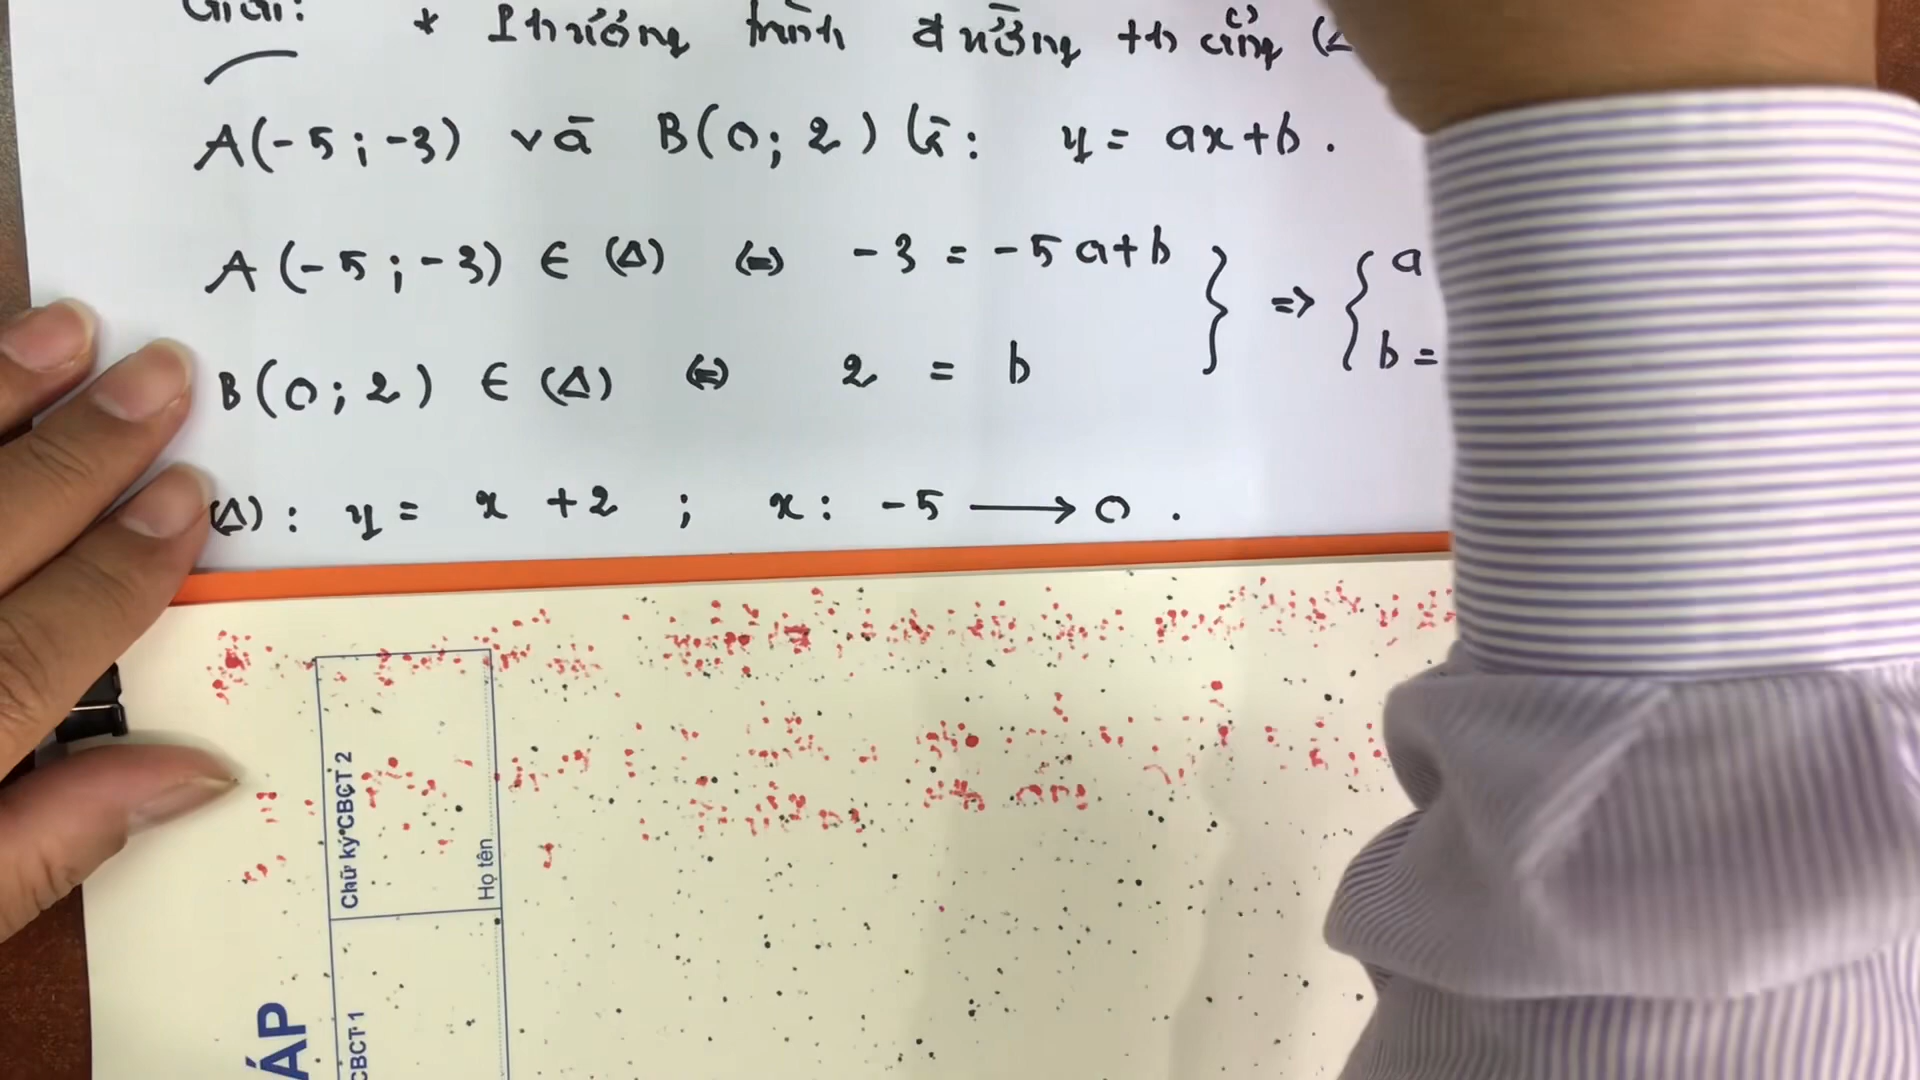 Giải: * Phương trình đường thẳng (Δ
A(-5;-3) và B(0;2) là: y = ax+b.
A(-5;-3) ∈ (Δ) ⇔ -3 = -5a+b } ⇒ { a
B(0;2) ∈ (Δ) ⇔ 2 = b b =
(Δ): y = x + 2 ; x: -5 ⟶ 0.
Chữ ký CBCT 2
Họ tên
CBCT 1
ÁP